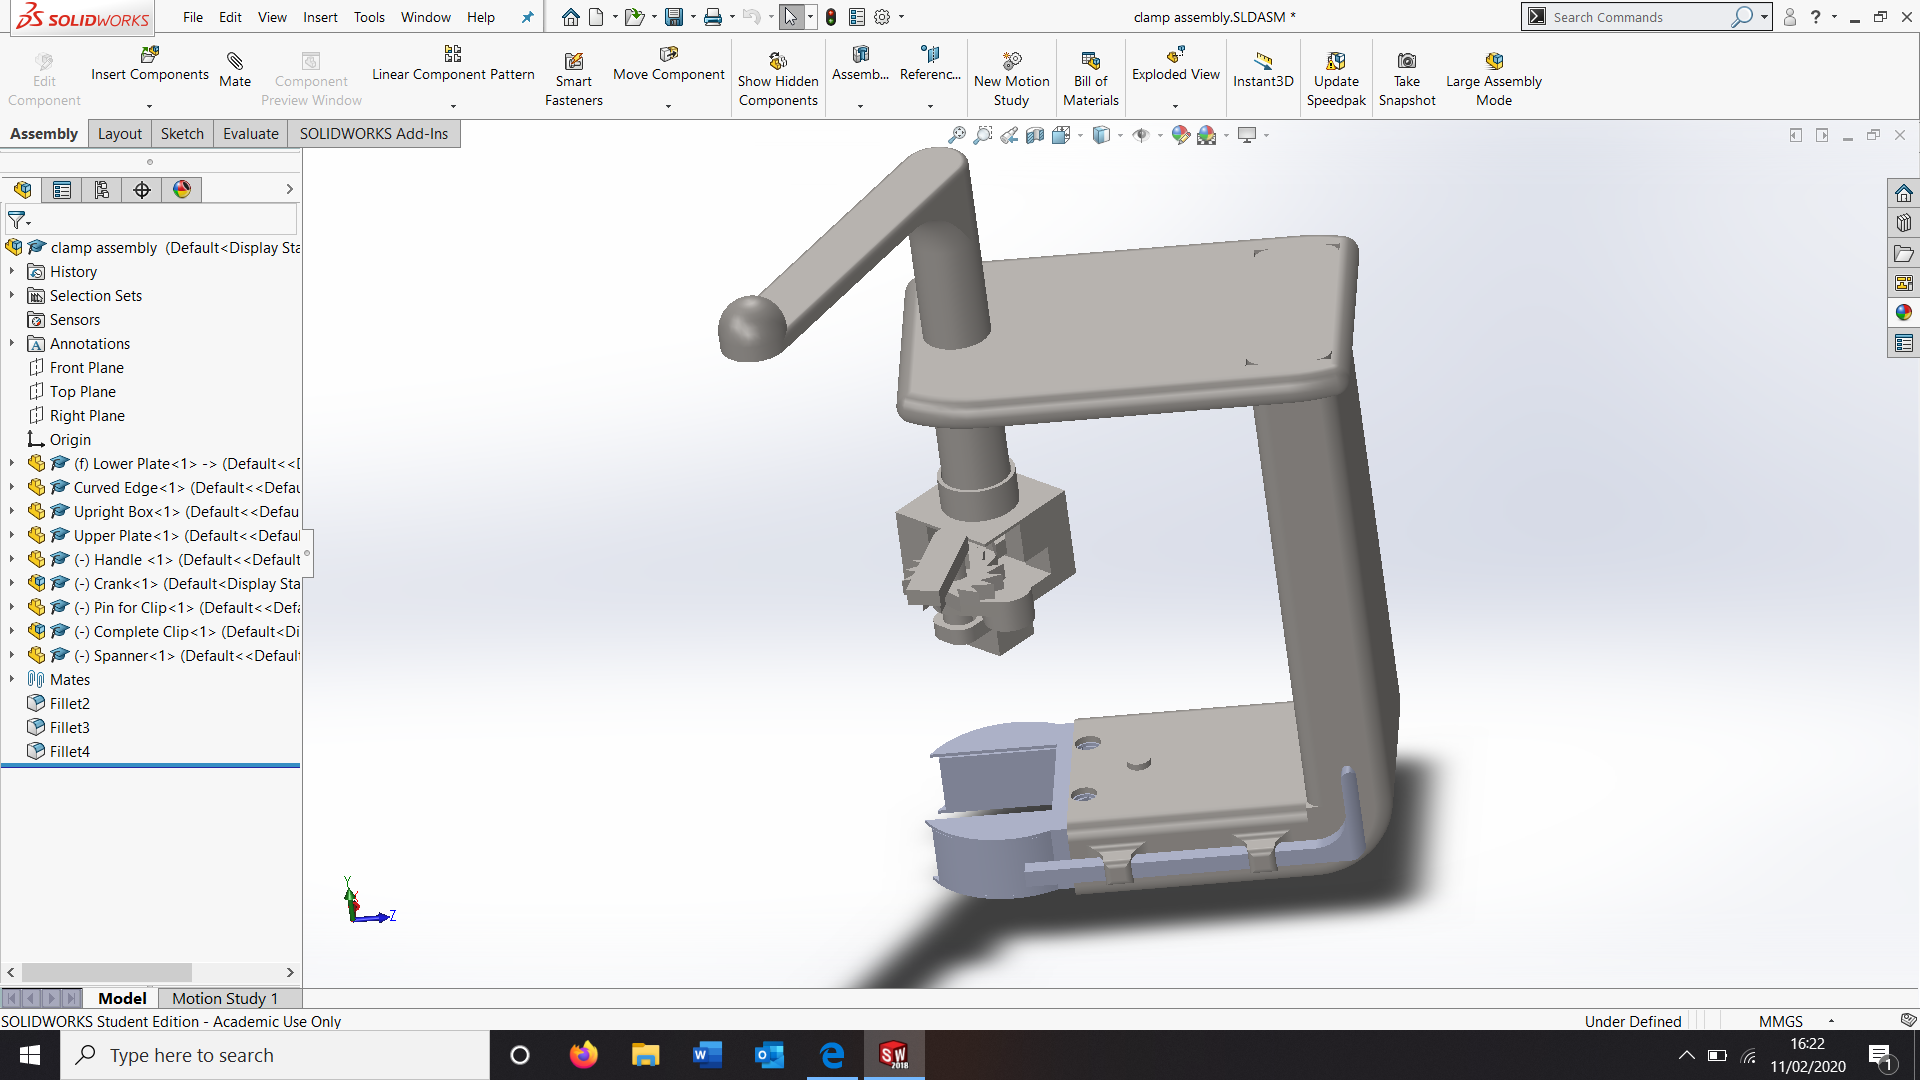 SOLIDWORKS
File Edit View Insert Tools Window Help
clamp assembly.SLDASM *
Search Commands
Edit Component
Insert Components
Mate
Component Preview Window
Linear Component Pattern
Smart Fasteners
Move Component
Show Hidden Components
Assemb...
Referenc...
New Motion Study
Bill of Materials
Exploded View
Instant3D
Update Speedpak
Take Snapshot
Large Assembly Mode
Assembly Layout Sketch Evaluate SOLIDWORKS Add-Ins
clamp assembly (Default<Display Sta
History
Selection Sets
Sensors
Annotations
Front Plane
Top Plane
Right Plane
Origin
(f) Lower Plate<1> -> (Default<<D
Curved Edge<1> (Default<<Defau
Upright Box<1> (Default<<Defau
Upper Plate<1> (Default<<Defaul
(-) Handle <1> (Default<<Default
(-) Crank<1> (Default<Display Sta
(-) Pin for Clip<1> (Default<<Defa
(-) Complete Clip<1> (Default<Di
(-) Spanner<1> (Default<<Defaul
Mates
Fillet2
Fillet3
Fillet4
Y
Z
Model Motion Study 1
SOLIDWORKS Student Edition - Academic Use Only
Under Defined MMGS
Type here to search
SW 2018
16:22
11/02/2020
1